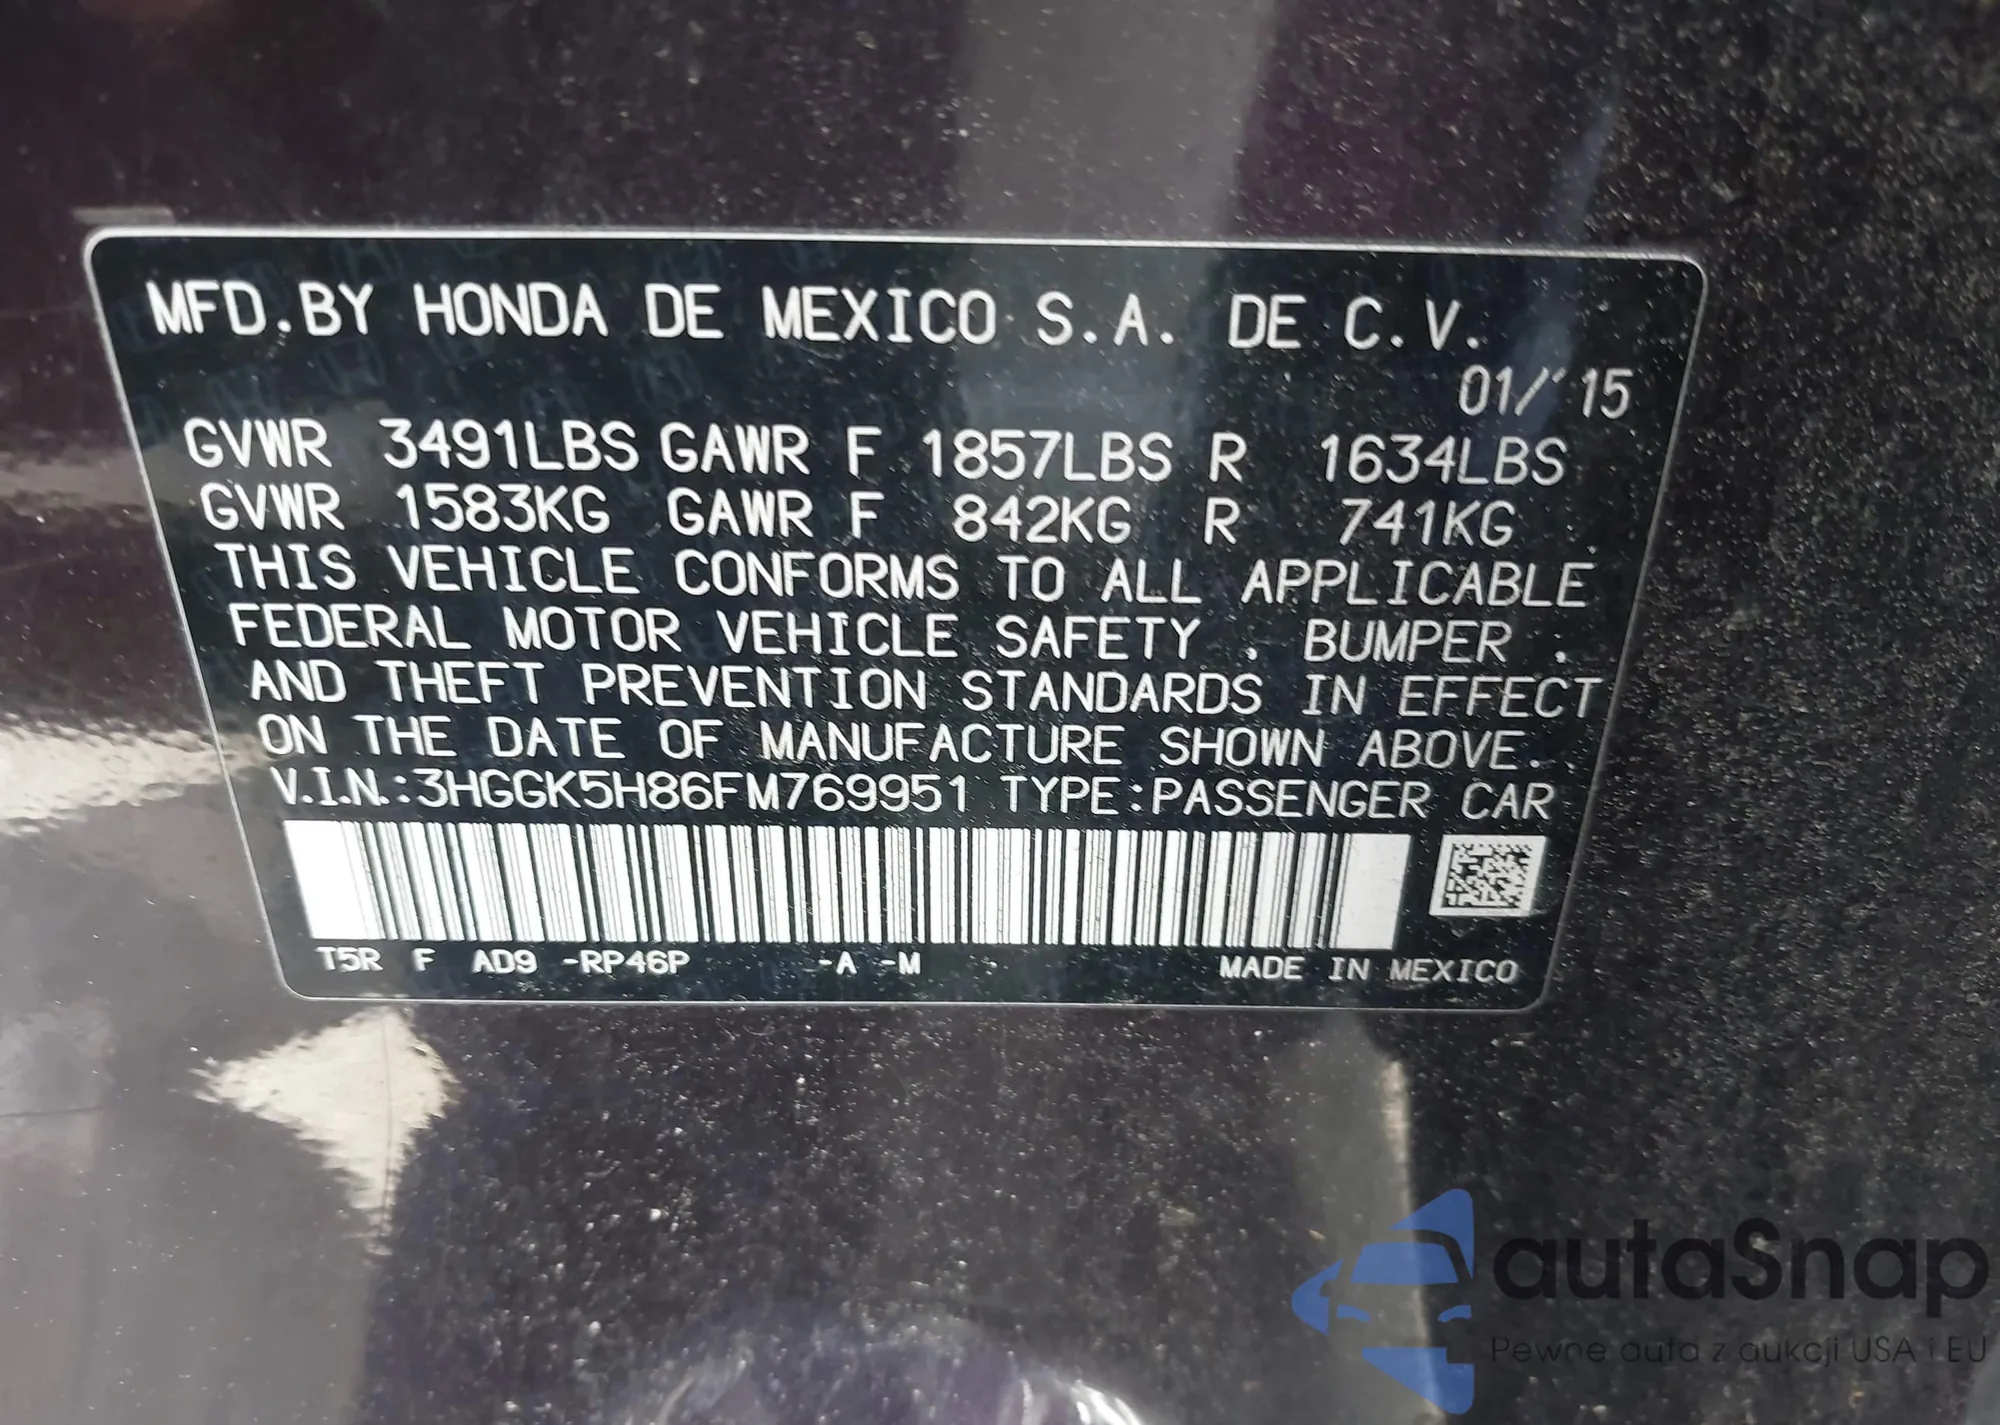 MFD.BY HONDA DE MEXICO S.A. DE C.V.
01/'15
GVWR 3491LBS GAWR F 1857LBS R 1634LBS
GVWR 1583KG GAWR F 842KG R 741KG
THIS VEHICLE CONFORMS TO ALL APPLICABLE
FEDERAL MOTOR VEHICLE SAFETY , BUMPER ,
AND THEFT PREVENTION STANDARDS IN EFFECT
ON THE DATE OF MANUFACTURE SHOWN ABOVE.
V.I.N.:3HGGK5H86FM769951 TYPE:PASSENGER CAR
T5R F AD9 -RP46P -A -M MADE IN MEXICO
autaSnap
Pewne auta z aukcji USA i EU